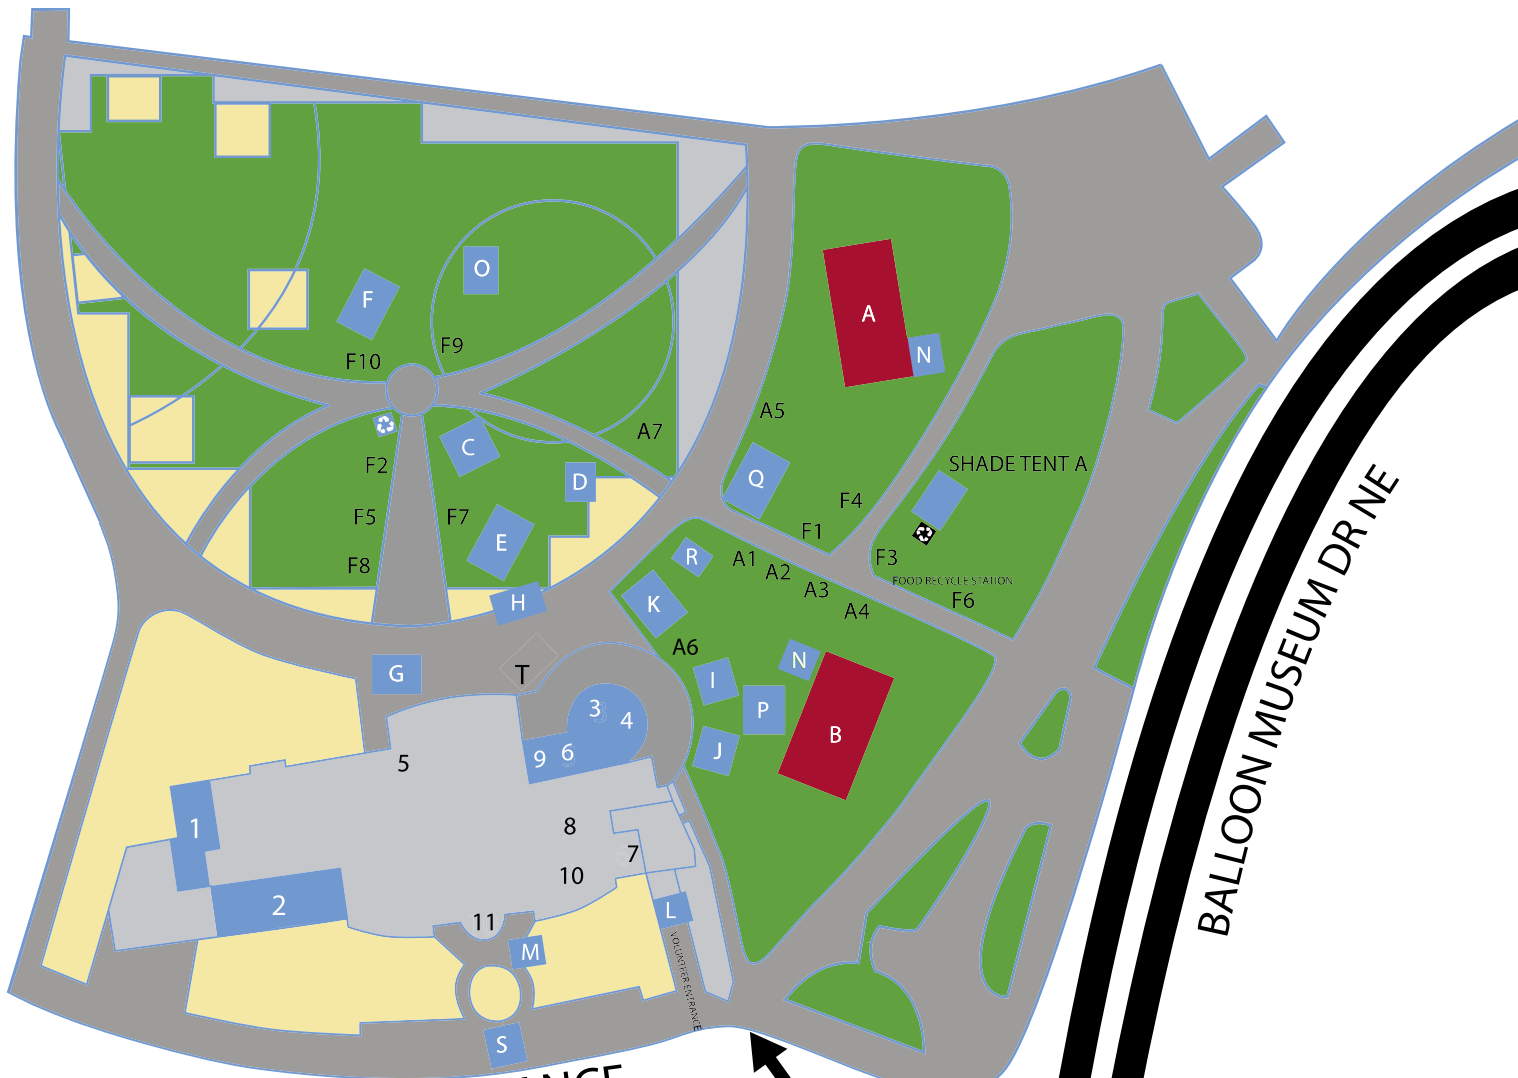 O
F
A
F9
N
F10
A5
A7
C
F2
SHADE TENT A
Q
D
F4
F5
F7
F1
E
A1
R
F3
F8
A2
FOOD RECYCLE STATION
A3
F6
H
K
A4
A6
N
G
T
I
3
P
4
B
J
9
6
5
8
1
7
10
2
L
11
M
VOLUNTEER ENTRANCE
S
BALLOON MUSEUM DR NE